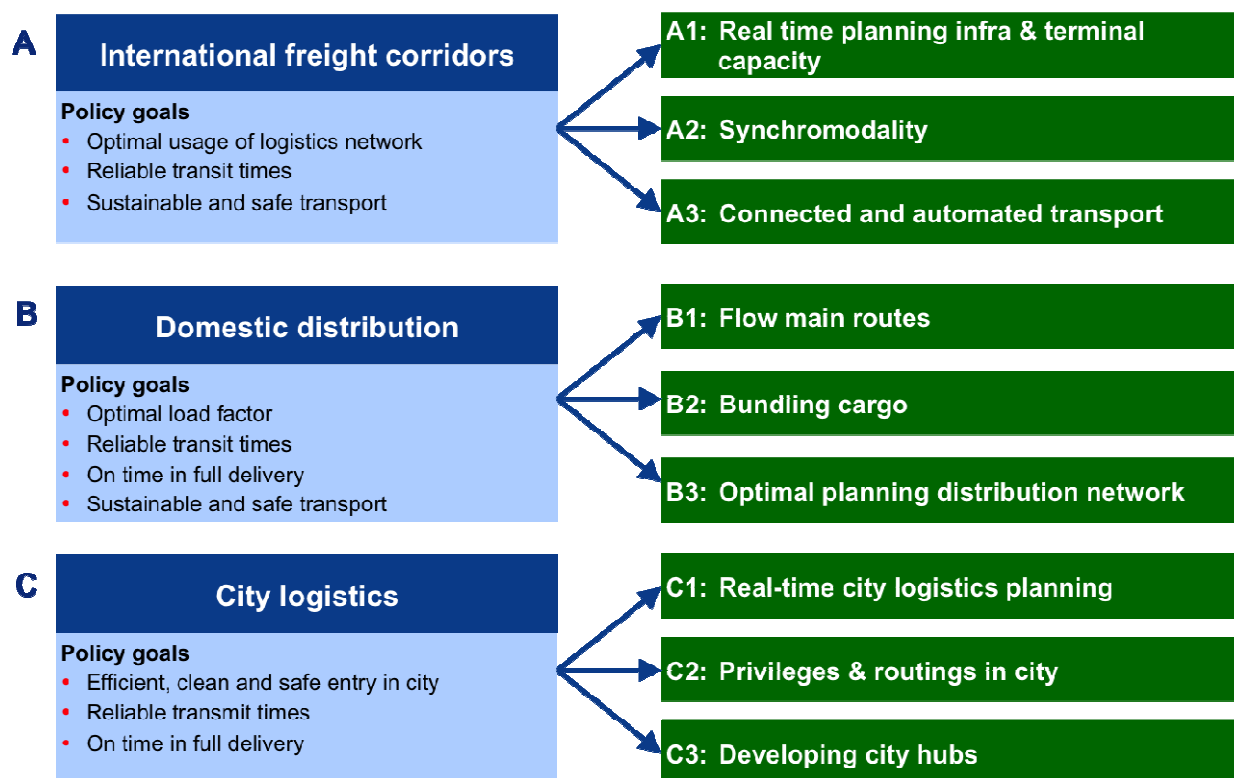 A
International freight corridors
Policy goals
• Optimal usage of logistics network
• Reliable transit times
• Sustainable and safe transport
A1: Real time planning infra & terminal
capacity
A2: Synchromodality
A3: Connected and automated transport
B
Domestic distribution
Policy goals
• Optimal load factor
• Reliable transit times
• On time in full delivery
• Sustainable and safe transport
B1: Flow main routes
B2: Bundling cargo
B3: Optimal planning distribution network
C
City logistics
Policy goals
• Efficient, clean and safe entry in city
• Reliable transmit times
• On time in full delivery
C1: Real-time city logistics planning
C2: Privileges & routings in city
C3: Developing city hubs